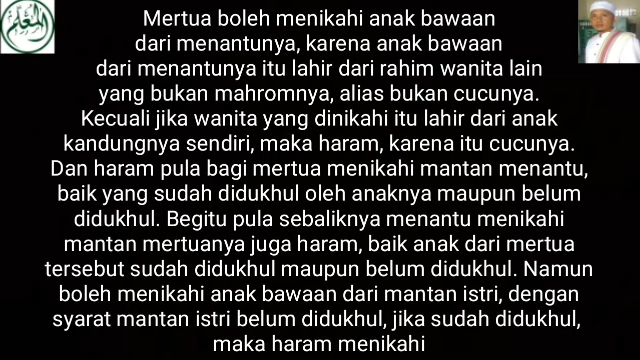 Mertua boleh menikahi anak bawaan
dari menantunya, karena anak bawaan
dari menantunya itu lahir dari rahim wanita lain
yang bukan mahromnya, alias bukan cucunya.
Kecuali jika wanita yang dinikahi itu lahir dari anak
kandungnya sendiri, maka haram, karena itu cucunya.
Dan haram pula bagi mertua menikahi mantan menantu,
baik yang sudah didukhul oleh anaknya maupun belum
didukhul. Begitu pula sebaliknya menantu menikahi
mantan mertuanya juga haram, baik anak dari mertua
tersebut sudah didukhul maupun belum didukhul. Namun
boleh menikahi anak bawaan dari mantan istri, dengan
syarat mantan istri belum didukhul, jika sudah didukhul,
maka haram menikahi